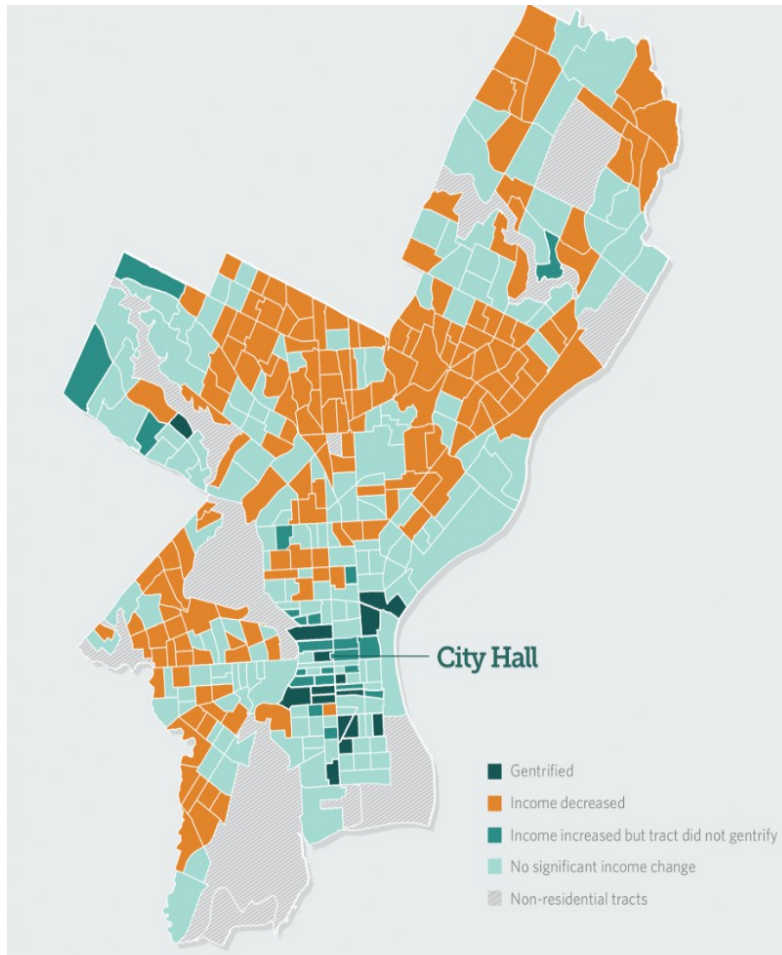 City Hall
Gentrified
Income decreased
Income increased but tract did not gentrify
No significant income change
Non-residential tracts